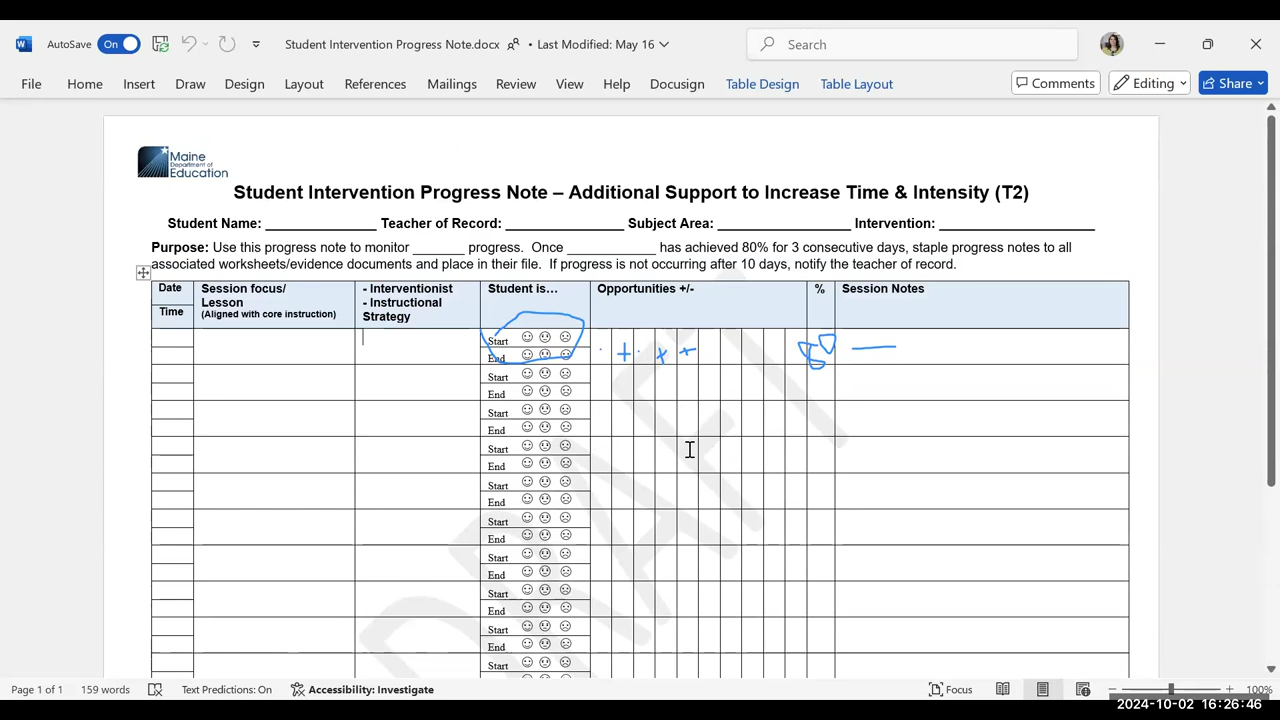 AutoSave On Student Intervention Progress Note.docx • Last Modified: May 16 Search
File Home Insert Draw Design Layout References Mailings Review View Help Docusign Table Design Table Layout Comments Editing Share
Maine
Department of
Education
Student Intervention Progress Note – Additional Support to Increase Time & Intensity (T2)
Student Name: ____________ Teacher of Record: ______________ Subject Area: ________________ Intervention: ___________________
Purpose: Use this progress note to monitor _______ progress. Once ____________ has achieved 80% for 3 consecutive days, staple progress notes to all
associated worksheets/evidence documents and place in their file. If progress is not occurring after 10 days, notify the teacher of record.
Date
Time
Session focus/
Lesson
(Aligned with core instruction)
- Interventionist
- Instructional
Strategy
Student is…
Opportunities +/-
%
Session Notes
Start
End
+ + +
80
Start
End
Start
End
Start
End
Start
End
Start
End
Start
End
Start
End
Start
End
Start
DRAFT
Page 1 of 1 159 words Text Predictions: On Accessibility: Investigate Focus 100%
2024-10-02 16:26:46